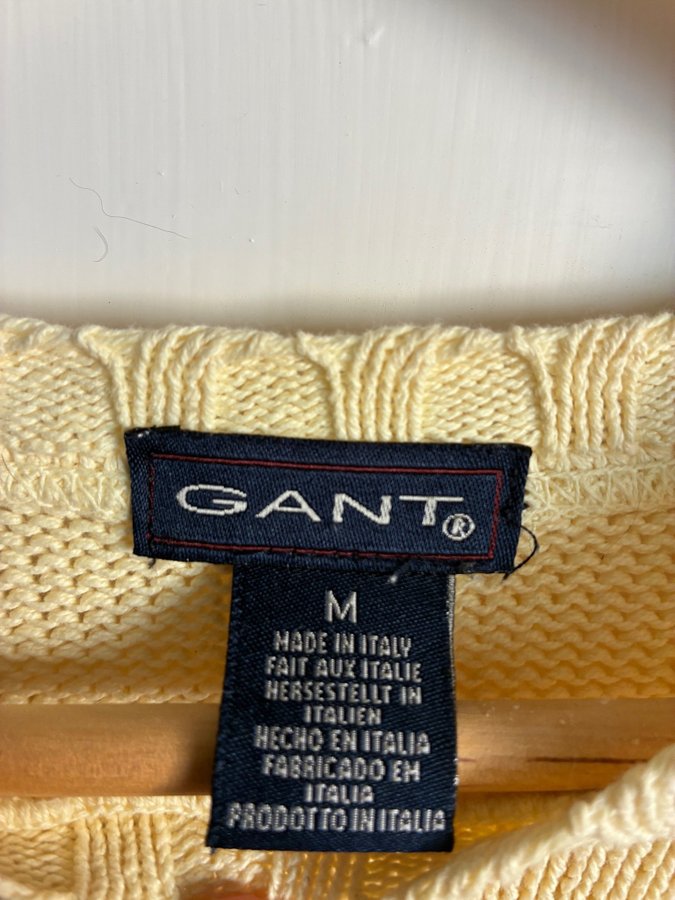 GANT®
M
MADE IN ITALY
FAIT AUX ITALIE
HERSESTELLT IN
ITALIEN
HECHO EN ITALIA
FABRICADO EM
ITALIA
PRODOTTO IN ITALIA